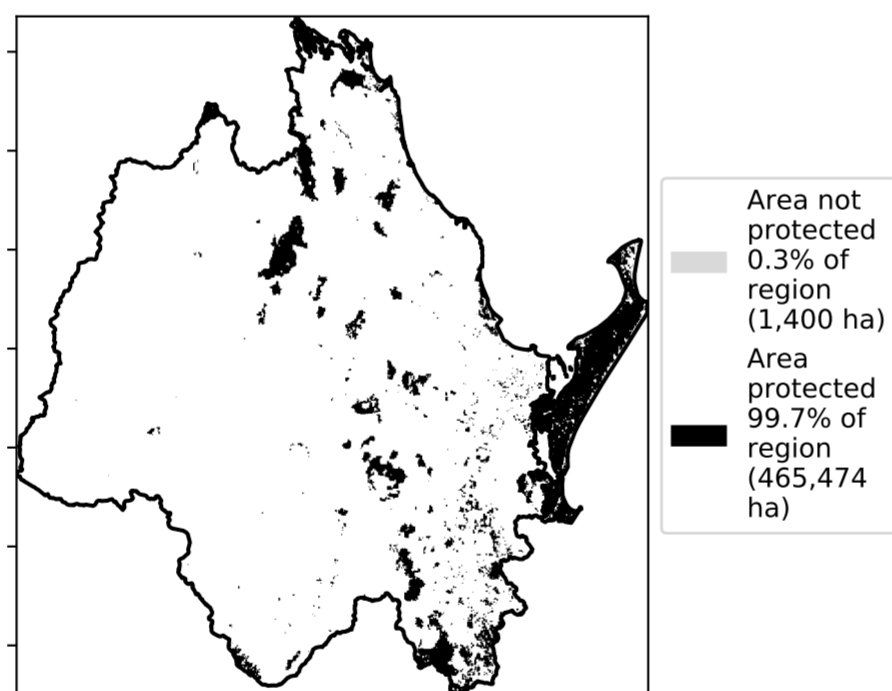 Area not
protected
0.3% of
region
(1,400 ha)
Area
protected
99.7% of
region
(465,474
ha)